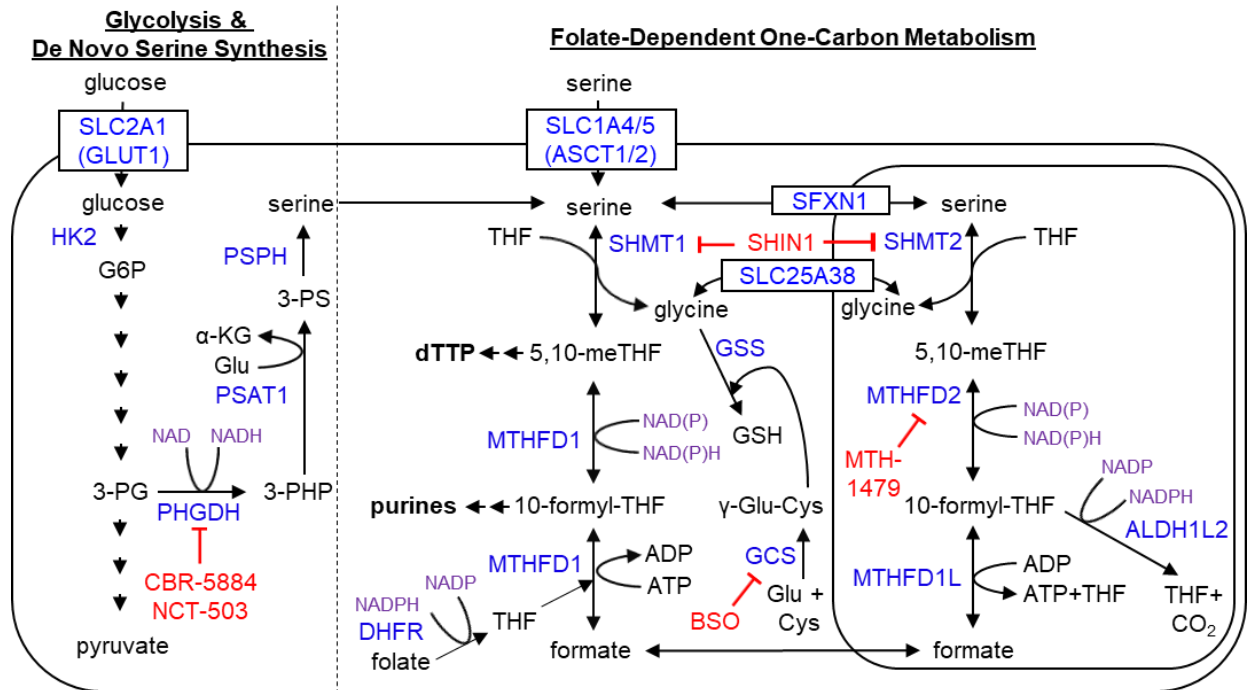 Glycolysis &
De Novo Serine Synthesis
glucose
SLC2A1
(GLUT1)
glucose
HK2
G6P
serine
PSPH
3-PS
α-KG
Glu
PSAT1
NAD
NADH
3-PG
3-PHP
PHGDH
CBR-5884
NCT-503
pyruvate
Folate-Dependent One-Carbon Metabolism
serine
SLC1A4/5
(ASCT1/2)
serine
SFXN1
serine
THF
SHMT1
SHIN1
SHMT2
THF
SLC25A38
glycine
glycine
dTTP
5,10-meTHF
GSS
5,10-meTHF
MTHFD1
NAD(P)
NAD(P)H
GSH
MTHFD2
NAD(P)
NAD(P)H
MTH-
1479
purines
10-formyl-THF
γ-Glu-Cys
10-formyl-THF
NADP
NADPH
ALDH1L2
MTHFD1
ADP
ATP
GCS
Glu +
Cys
BSO
MTHFD1L
ADP
ATP+THF
THF+
CO2
NADP
NADPH
DHFR
THF
folate
formate
formate